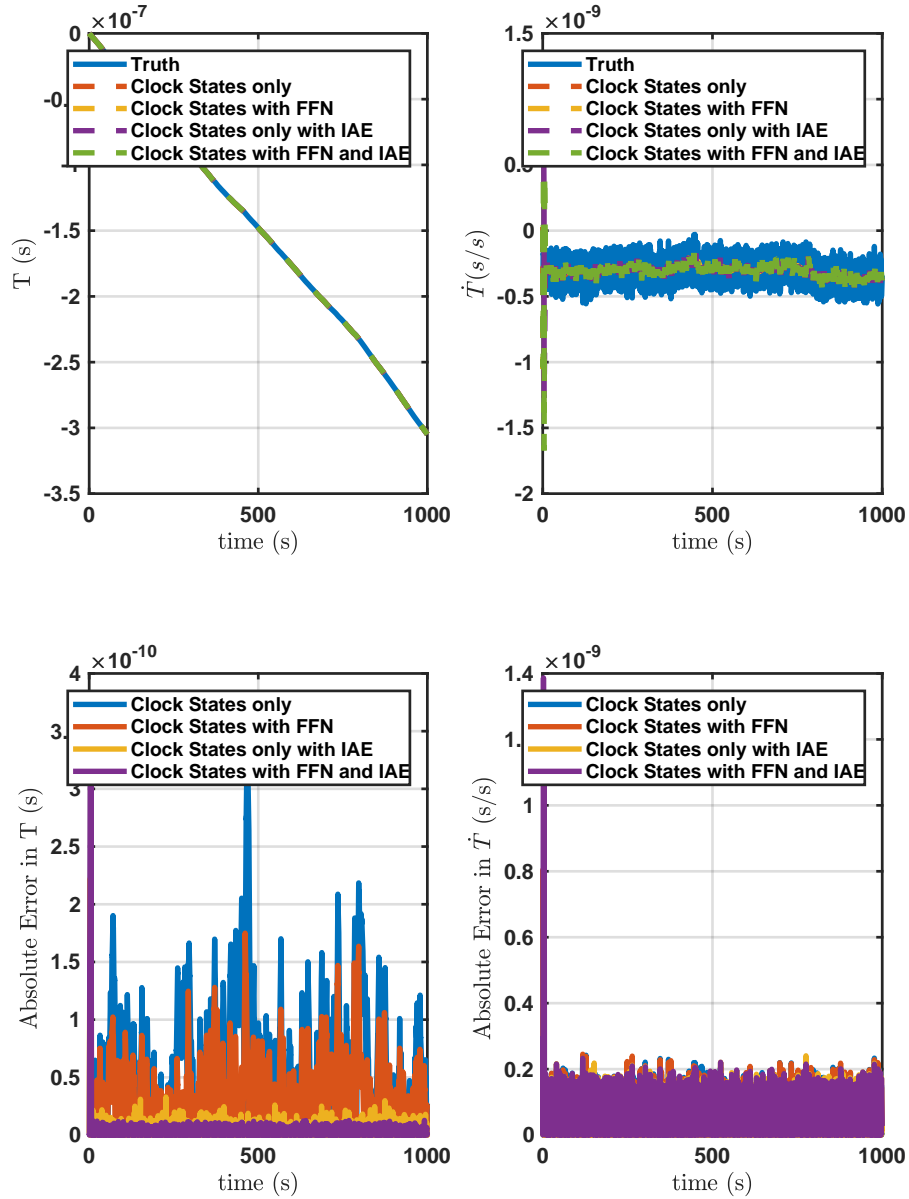 ×10⁻⁷
0
-0.
-1.5
-2
-2.5
-3
-3.5
0
500
1000
time (s)
T (s)
Truth
Clock States only
Clock States with FFN
Clock States only with IAE
Clock States with FFN and IAE
×10⁻⁹
1.5
0.5
0
-0.5
-1
-1.5
-2
0
500
1000
time (s)
Ṫ(s/s)
Truth
Clock States only
Clock States with FFN
Clock States only with IAE
Clock States with FFN and IAE
×10⁻¹⁰
4
3.
3
2.5
2
1.5
1
0.5
0
0
500
1000
time (s)
Absolute Error in T (s)
Clock States only
Clock States with FFN
Clock States only with IAE
Clock States with FFN and IAE
×10⁻⁹
1.4
1
0.8
0.6
0.4
0.2
0
0
500
1000
time (s)
Absolute Error in Ṫ (s/s)
Clock States only
Clock States with FFN
Clock States only with IAE
Clock States with FFN and IAE